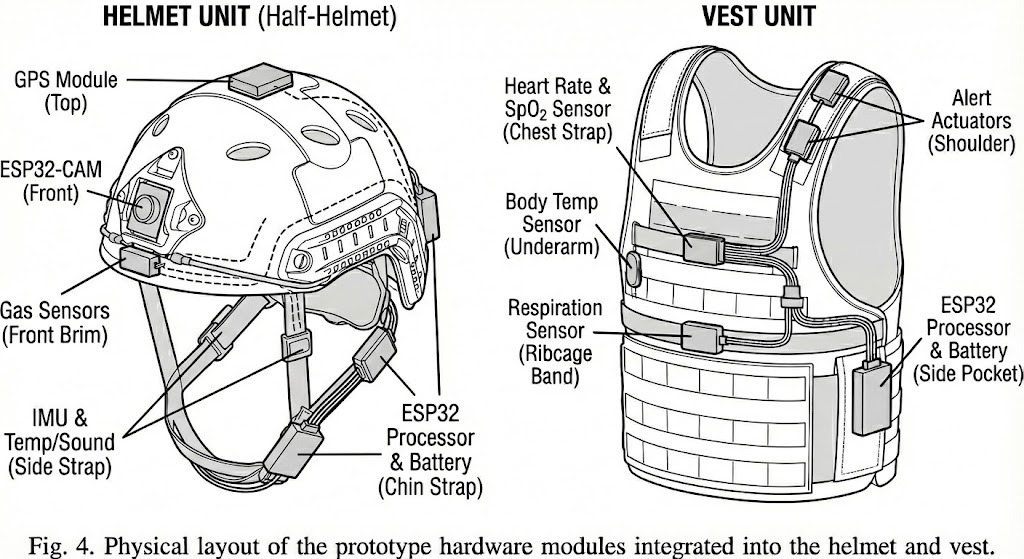 HELMET UNIT (Half-Helmet)
GPS Module
(Top)
ESP32-CAM
(Front)
Gas Sensors
(Front Brim)
IMU &
Temp/Sound
(Side Strap)
ESP32
Processor
& Battery
(Chin Strap)
VEST UNIT
Heart Rate &
SpO₂ Sensor
(Chest Strap)
Body Temp
Sensor
(Underarm)
Respiration
Sensor
(Ribcage
Band)
Alert
Actuators
(Shoulder)
ESP32
Processor
& Battery
(Side Pocket)
Fig. 4. Physical layout of the prototype hardware modules integrated into the helmet and vest.